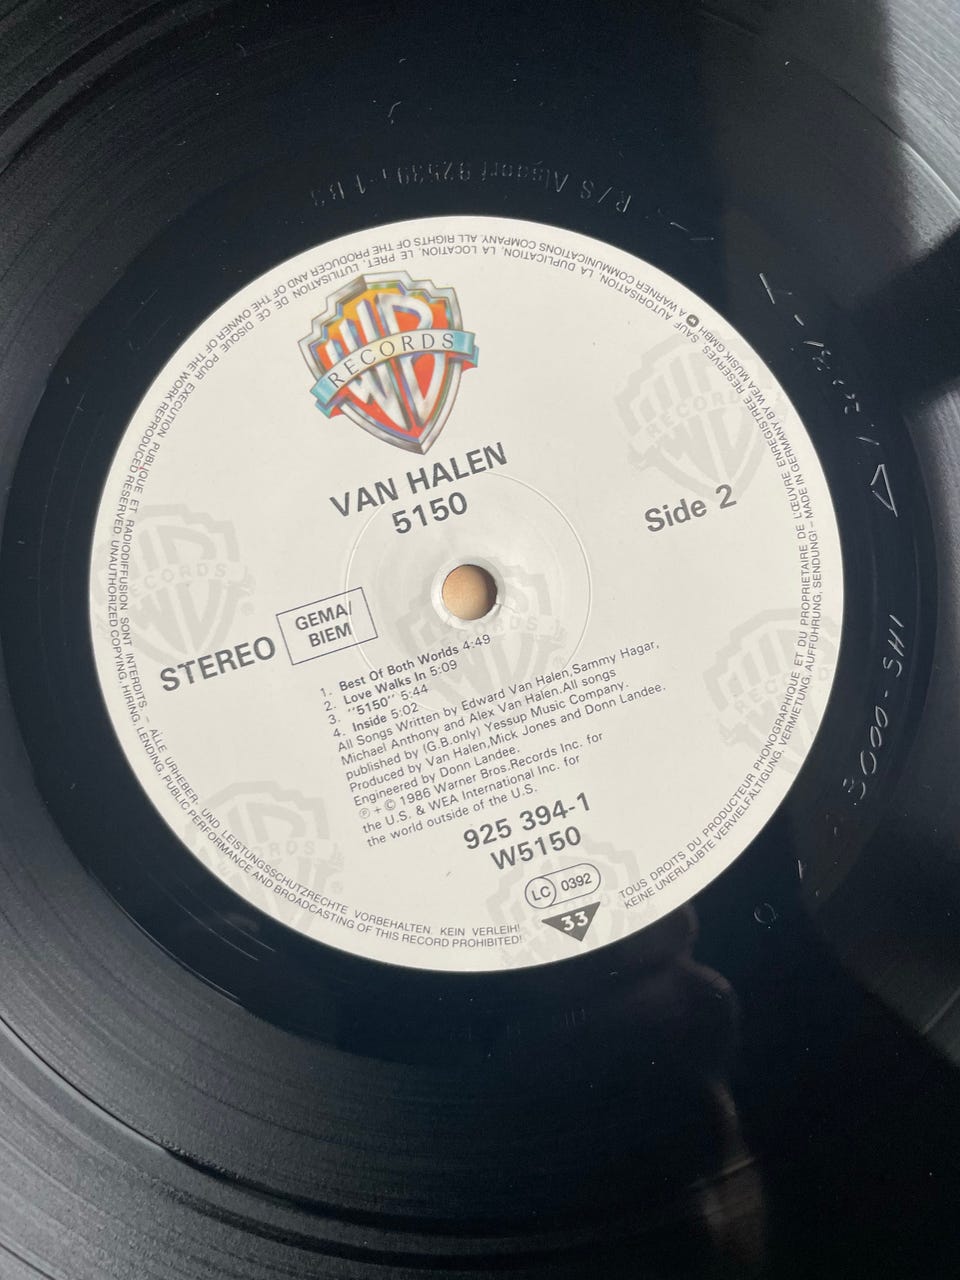 R/S Alsdorf
RECORDS
VAN HALEN
5150
Side 2
STEREO
GEMA/
BIEM
1. Best Of Both Worlds 4:49
2. Love Walks In 5:09
3. "5150" 5:44
4. Inside 5:02
All Songs Written by Edward Van Halen,Sammy Hagar,
Michael Anthony and Alex Van Halen.All songs
published by (G.B.only) Yessup Music Company.
Produced by Van Halen,Mick Jones and Donn Landee.
Engineered by Donn Landee.
℗ + © 1986 Warner Bros.Records Inc. for
the U.S. & WEA International Inc. for
the world outside of the U.S.
925 394-1
W5150
LC 0392
33
TOUS DROITS DU PRODUCTEUR PHONOGRAPHIQUE ET DU PROPRIETAIRE DE L'ŒUVRE ENREGISTREE RESERVES. SAUF AUTORISATION, LA DUPLICATION, LA LOCATION, LE PRET, L'UTILISATION DE CE DISQUE POUR EXECUTION PUBLIQUE ET RADIODIFFUSION SONT INTERDITS. – ALLE URHEBER- UND LEISTUNGSSCHUTZRECHTE VORBEHALTEN. KEIN VERLEIH!
KEINE UNERLAUBTE VERVIELFÄLTIGUNG, VERMIETUNG, AUFFÜHRUNG, SENDUNG! – MADE IN GERMANY BY WEA MUSIK GMBH A WARNER COMMUNICATIONS COMPANY. ALL RIGHTS OF THE PRODUCER AND OF THE OWNER OF THE WORK REPRODUCED RESERVED. UNAUTHORIZED COPYING, HIRING, LENDING, PUBLIC PERFORMANCE AND BROADCASTING OF THIS RECORD PROHIBITED!